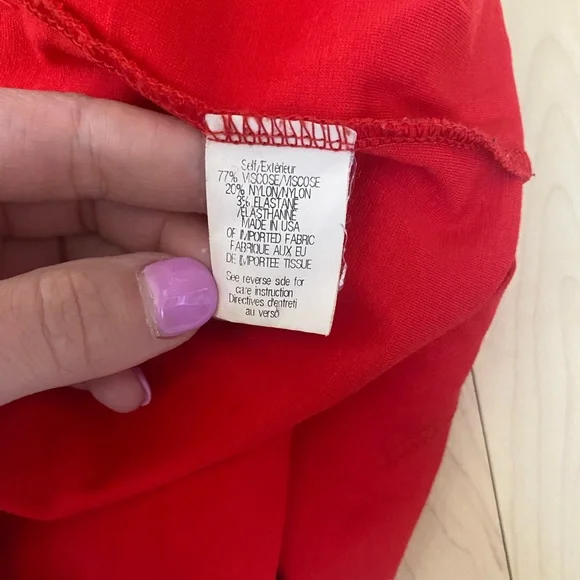 Self/Extérieur
77% VISCOSE/VISCOSE
20% NYLON/NYLON
3% ELASTANE
/ELASTHANNE
MADE IN USA
OF IMPORTED FABRIC
FABRIQUE AUX EU
DE IMPORTEE TISSUE
See reverse side for
care instruction
Directives d'entreti
au verso